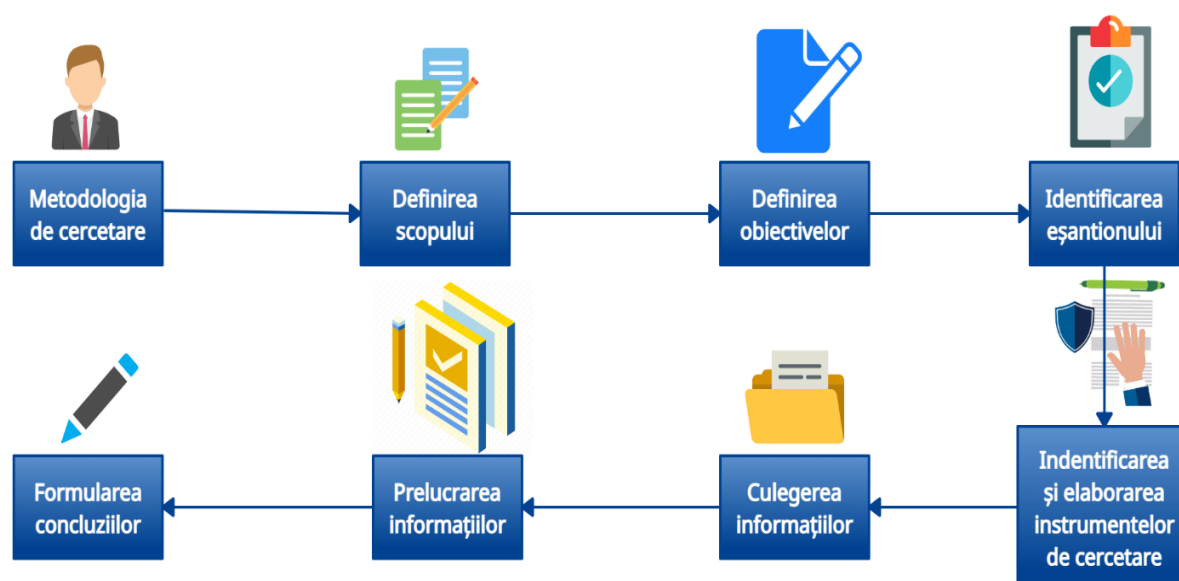 Metodologia
de cercetare
Definirea
scopului
Definirea
obiectivelor
Identificarea
eșantionului
Indentificarea
și elaborarea
instrumentelor
de cercetare
Culegerea
informațiilor
Prelucrarea
informațiilor
Formularea
concluziilor